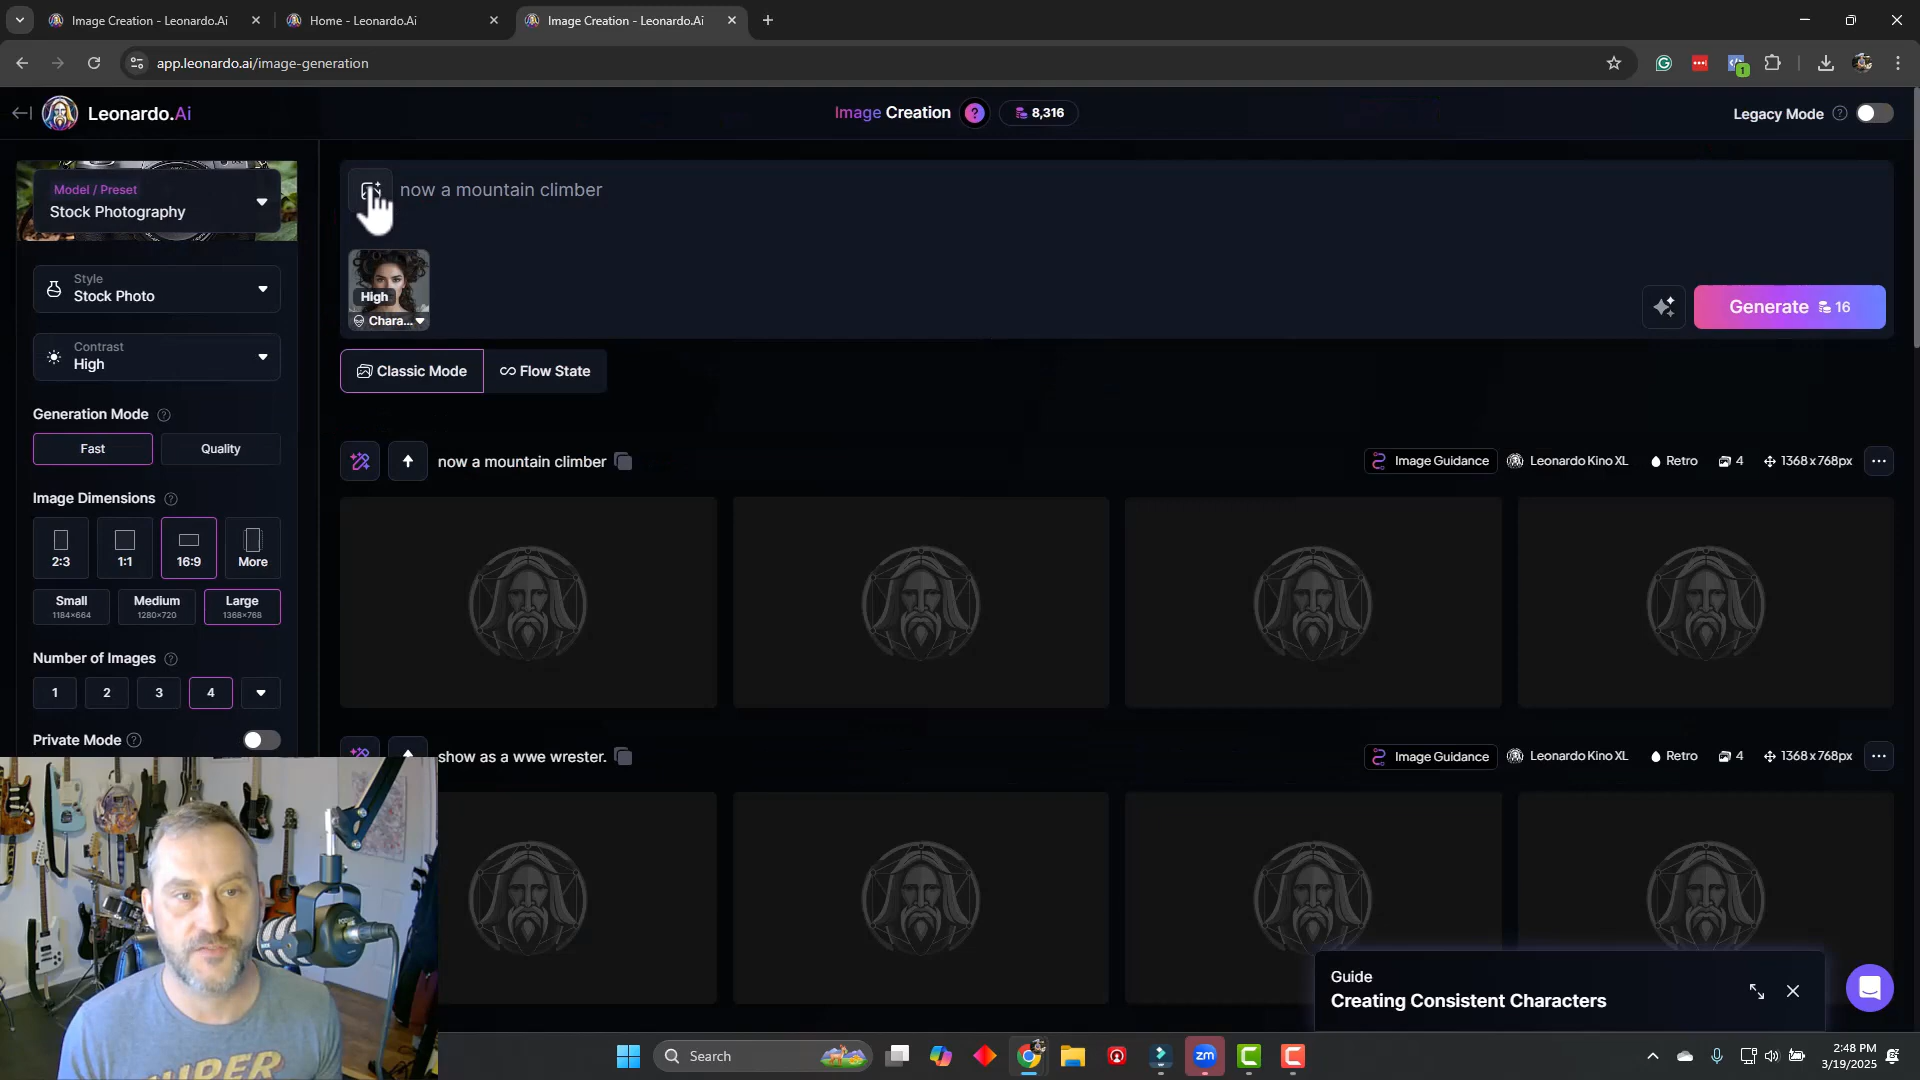 Image Creation - Leonardo.Ai
Home - Leonardo.Ai
Image Creation - Leonardo.Ai
app.leonardo.ai/image-generation
1
Leonardo.Ai
Image Creation
?
8,316
Legacy Mode
Model / Preset
Stock Photography
now a mountain climber
Style
Stock Photo
High
Chara...
Generate 16
Contrast
High
Classic Mode
Flow State
Generation Mode
Fast
Quality
now a mountain climber
Image Guidance
Leonardo Kino XL
Retro
4
1368x768px
Image Dimensions
2:3
1:1
16:9
More
Small
1184×664
Medium
1280×720
Large
1368×768
Number of Images
1
2
3
4
Private Mode
show as a wwe wrester.
Image Guidance
Leonardo Kino XL
Retro
4
1368x768px
Guide
Creating Consistent Characters
SUPER
Search
zm
2:48 PM
3/19/2025